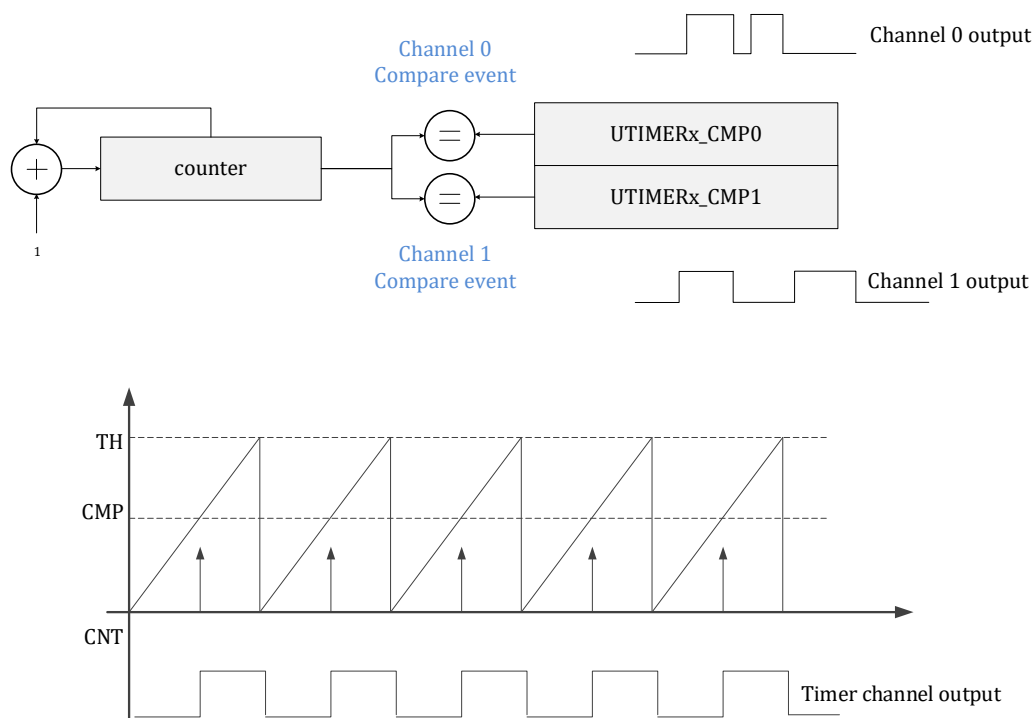 Channel 0 output
Channel 0
Compare event
UTIMERx_CMP0
counter
UTIMERx_CMP1
1
Channel 1
Compare event
Channel 1 output
TH
CMP
CNT
Timer channel output